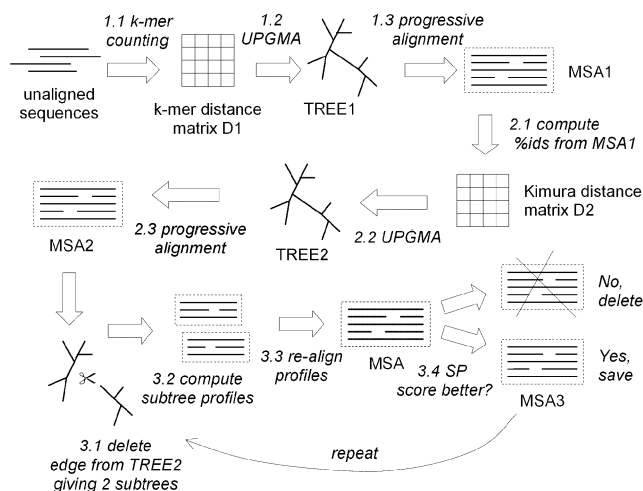 1.1 k-mer
counting
1.2
UPGMA
1.3 progressive
alignment
unaligned
sequences
k-mer distance
matrix D1
TREE1
MSA1
2.1 compute
%ids from MSA1
Kimura distance
matrix D2
2.2 UPGMA
TREE2
2.3 progressive
alignment
MSA2
3.1 delete
edge from TREE2
giving 2 subtrees
3.2 compute
subtree profiles
3.3 re-align
profiles
MSA
3.4 SP
score better?
No,
delete
Yes,
save
MSA3
repeat